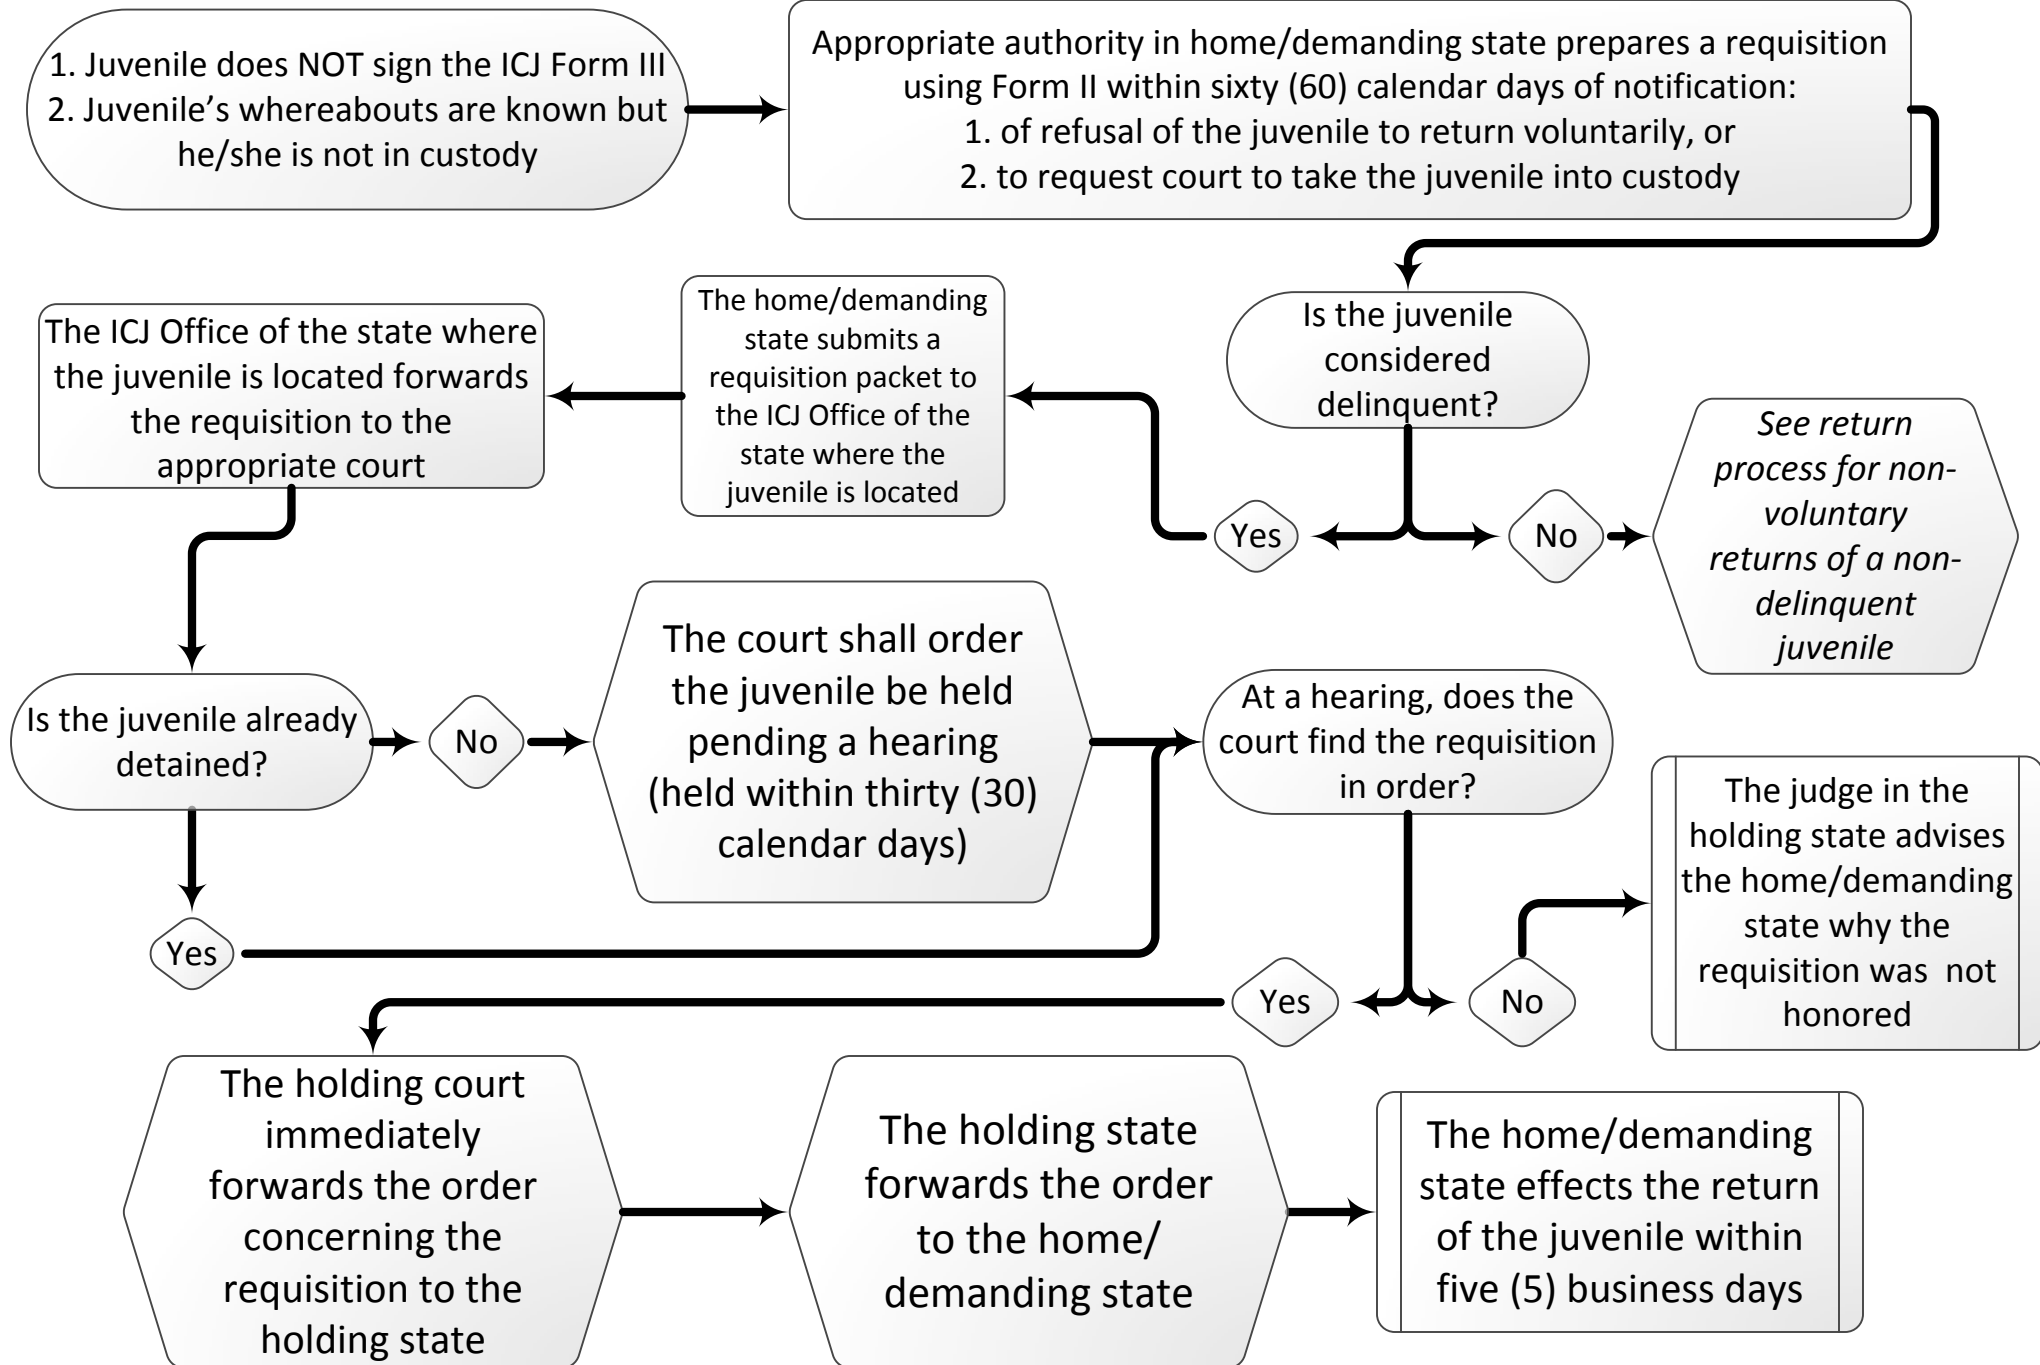 1. Juvenile does NOT sign the ICJ Form III
2. Juvenile’s whereabouts are known but
he/she is not in custody
Appropriate authority in home/demanding state prepares a requisition
using Form II within sixty (60) calendar days of notification:
1. of refusal of the juvenile to return voluntarily, or
2. to request court to take the juvenile into custody
Is the juvenile
considered
delinquent?
Yes
No
See return
process for non-
voluntary
returns of a non-
delinquent
juvenile
The home/demanding
state submits a
requisition packet to
the ICJ Office of the
state where the
juvenile is located
The ICJ Office of the state where
the juvenile is located forwards
the requisition to the
appropriate court
Is the juvenile already
detained?
No
Yes
The court shall order
the juvenile be held
pending a hearing
(held within thirty (30)
calendar days)
At a hearing, does the
court find the requisition
in order?
Yes
No
The judge in the
holding state advises
the home/demanding
state why the
requisition was  not
honored
The holding court
immediately
forwards the order
concerning the
requisition to the
holding state
The holding state
forwards the order
to the home/
demanding state
The home/demanding
state effects the return
of the juvenile within
five (5) business days